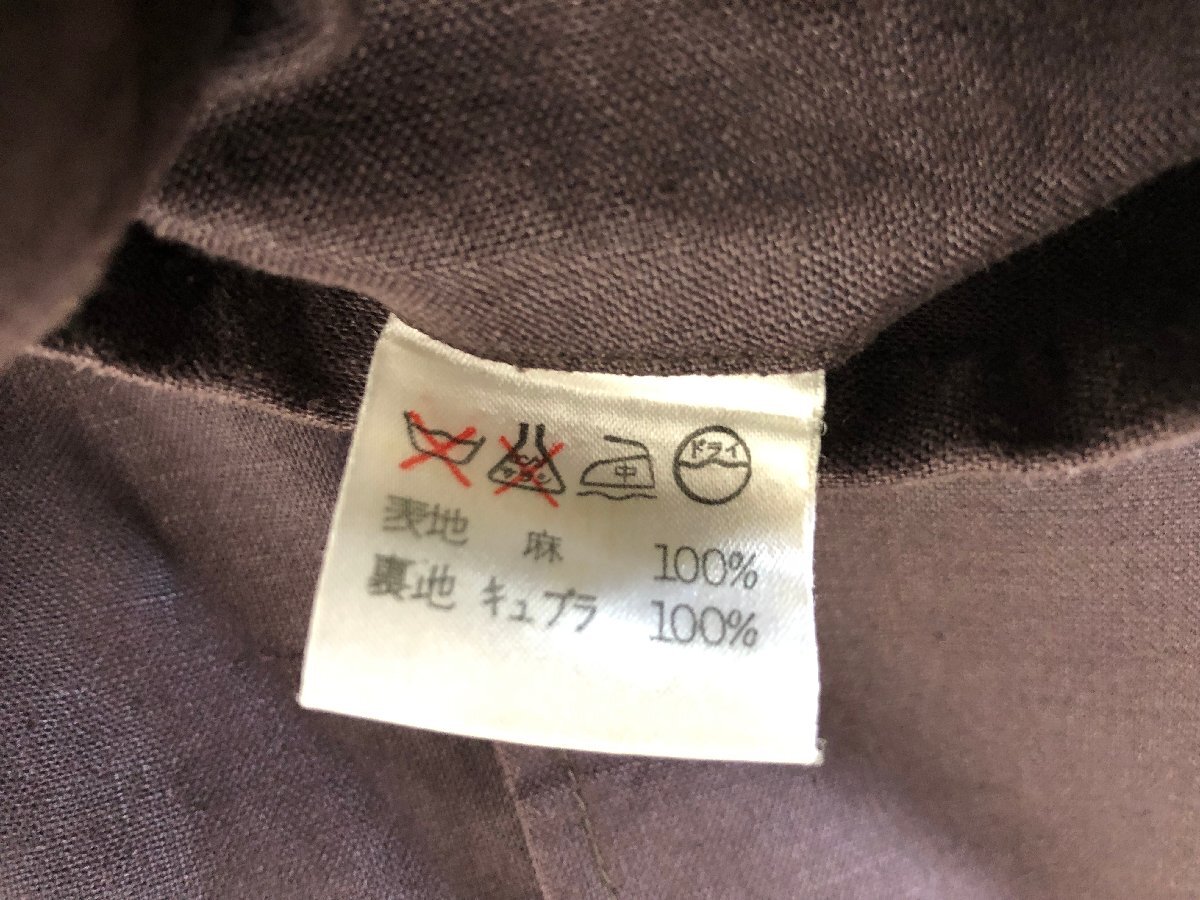 中 ドライ
表地 麻 100%
裏地 キュプラ 100%